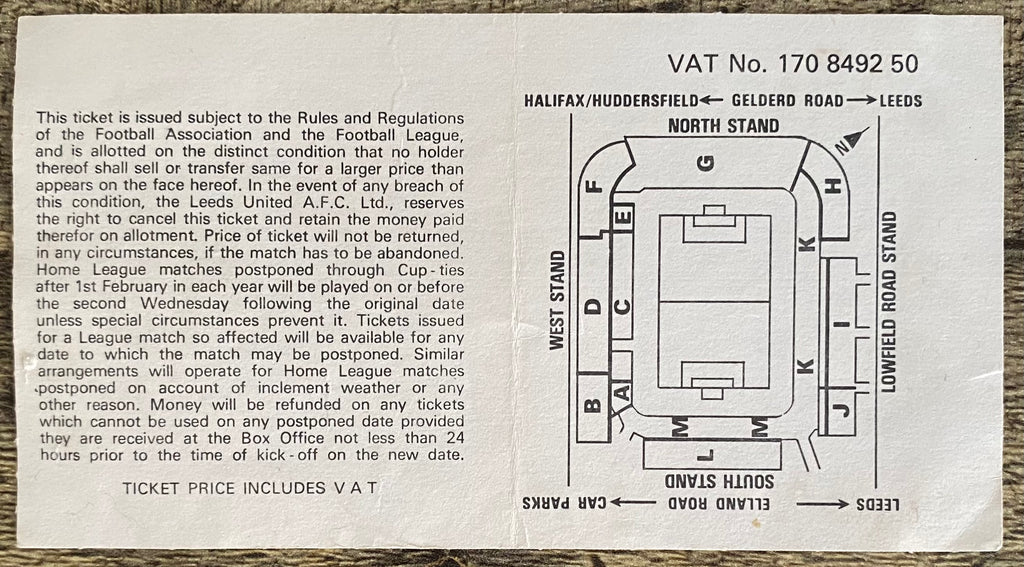 This ticket is issued subject to the Rules and Regulations
of the Football Association and the Football League,
and is allotted on the distinct condition that no holder
thereof shall sell or transfer same for a larger price than
appears on the face hereof. In the event of any breach of
this condition, the Leeds United A.F.C. Ltd., reserves
the right to cancel this ticket and retain the money paid
therefor on allotment. Price of ticket will not be returned,
in any circumstances, if the match has to be abandoned.
Home League matches postponed through Cup-ties
after 1st February in each year will be played on or before
the second Wednesday following the original date
unless special circumstances prevent it. Tickets issued
for a League match so affected will be available for any
date to which the match may be postponed. Similar
arrangements will operate for Home League matches
postponed on account of inclement weather or any
other reason. Money will be refunded on any tickets
which cannot be used on any postponed date provided
they are received at the Box Office not less than 24
hours prior to the time of kick-off on the new date.
TICKET PRICE INCLUDES V A T
VAT No. 170 8492 50
HALIFAX/HUDDERSFIELD ← GELDERD ROAD → LEEDS
NORTH STAND
N
G
F
H
E
K
WEST STAND
D
C
I
LOWFIELD ROAD STAND
K
B
A
J
M
M
L
SOUTH STAND
CAR PARKS ← ELLAND ROAD → LEEDS